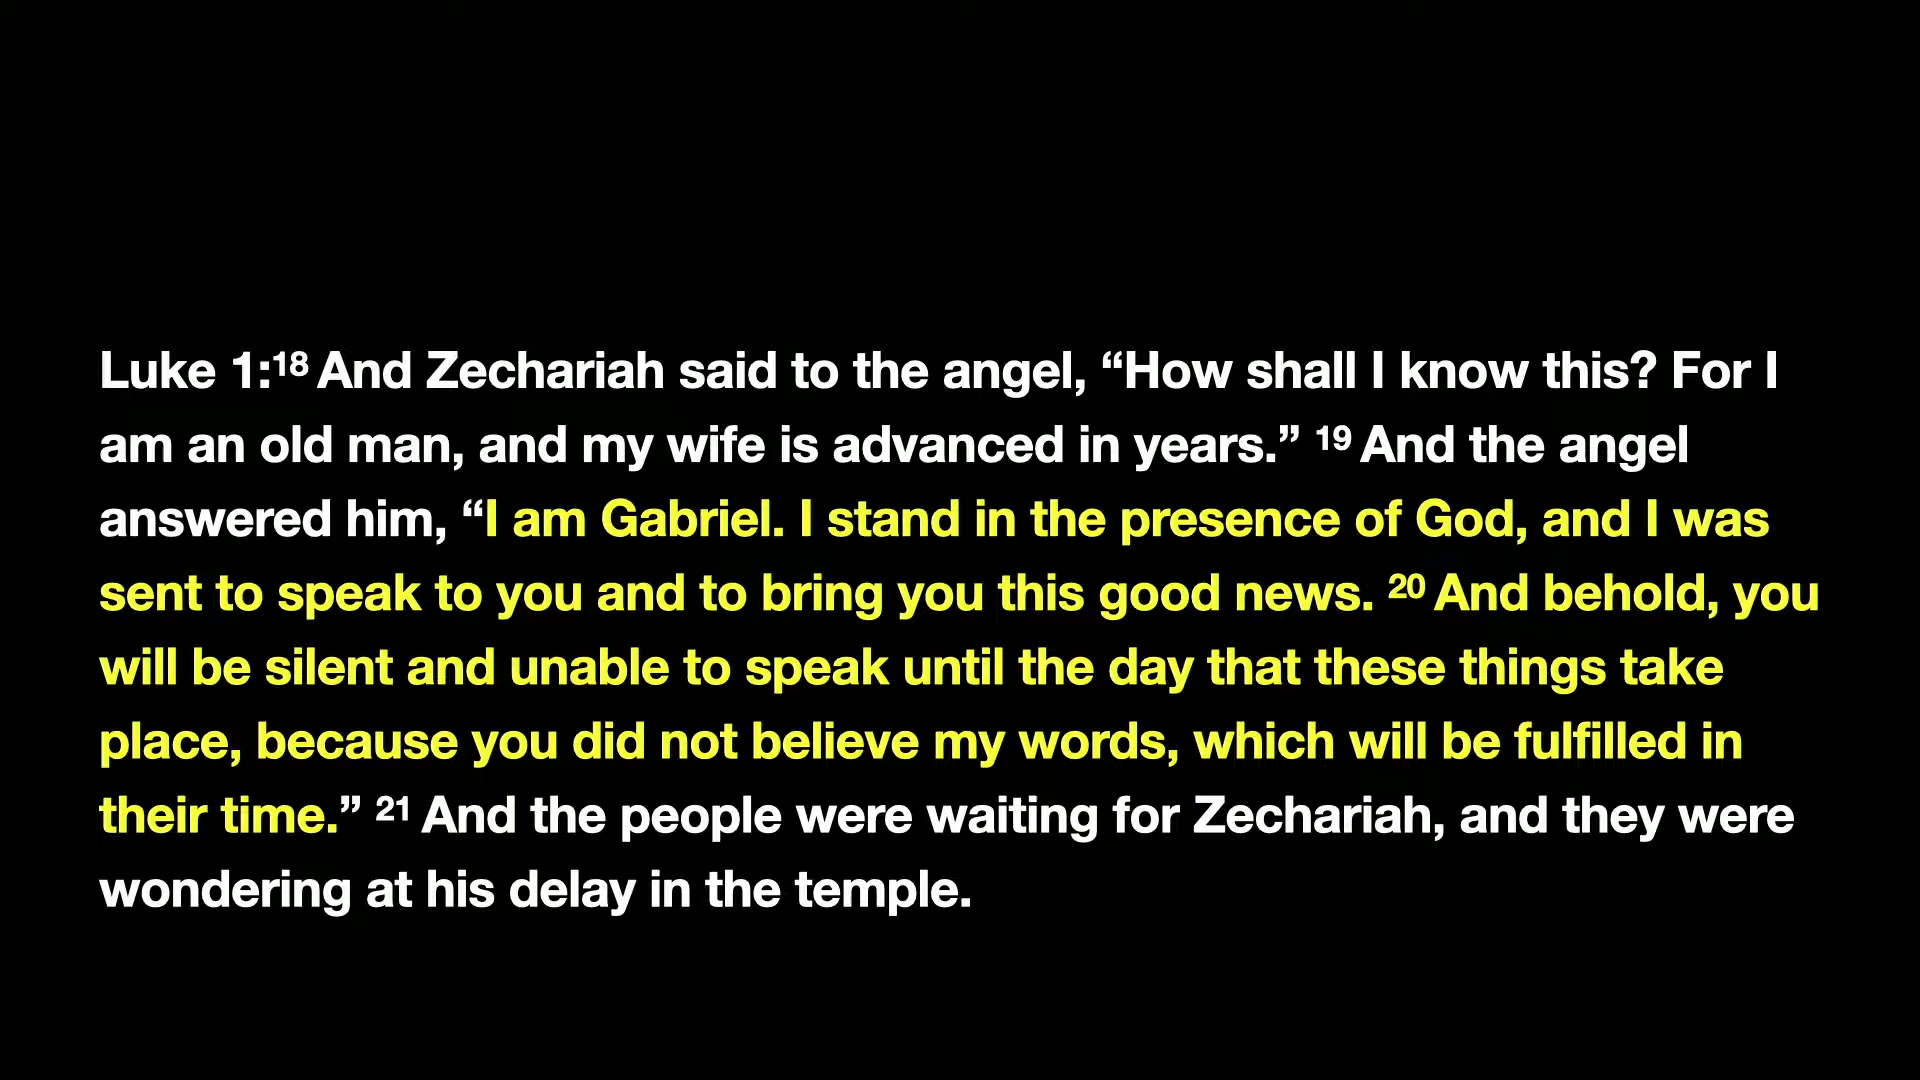 Luke 1:18 And Zechariah said to the angel, “How shall I know this? For I
am an old man, and my wife is advanced in years.” 19 And the angel
answered him, “I am Gabriel. I stand in the presence of God, and I was
sent to speak to you and to bring you this good news. 20 And behold, you
will be silent and unable to speak until the day that these things take
place, because you did not believe my words, which will be fulfilled in
their time.” 21 And the people were waiting for Zechariah, and they were
wondering at his delay in the temple.